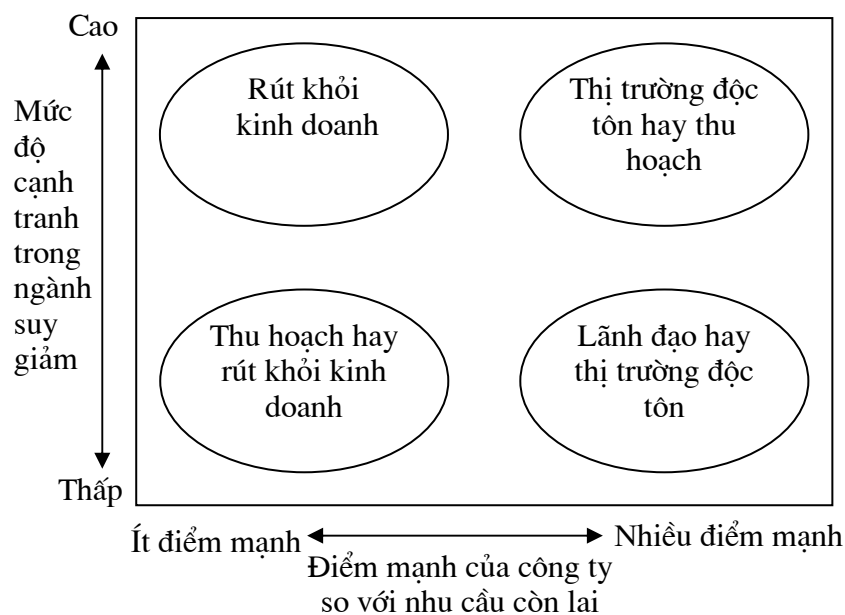 Cao
Mức
độ
cạnh
tranh
trong
ngành
suy
giảm
Thấp
Rút khỏi
kinh doanh
Thị trường độc
tôn hay thu
hoạch
Thu hoạch hay
rút khỏi kinh
doanh
Lãnh đạo hay
thị trường độc
tôn
Ít điểm mạnh
Nhiều điểm mạnh
Điểm mạnh của công ty
so với nhu cầu còn lại